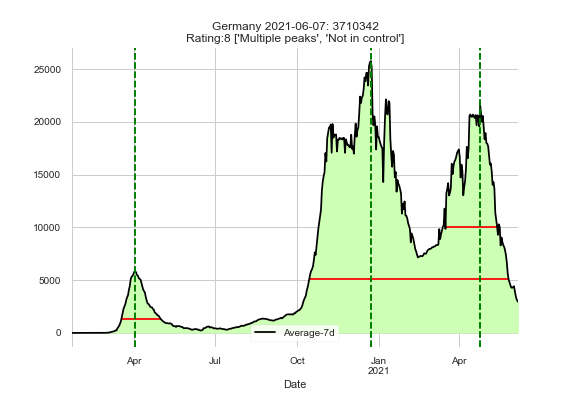 Germany 2021-06-07: 3710342
Rating:8 ['Multiple peaks', 'Not in control']
25000
20000
15000
10000
5000
0
Average-7d
Apr Jul Oct Jan Apr
2021
Date